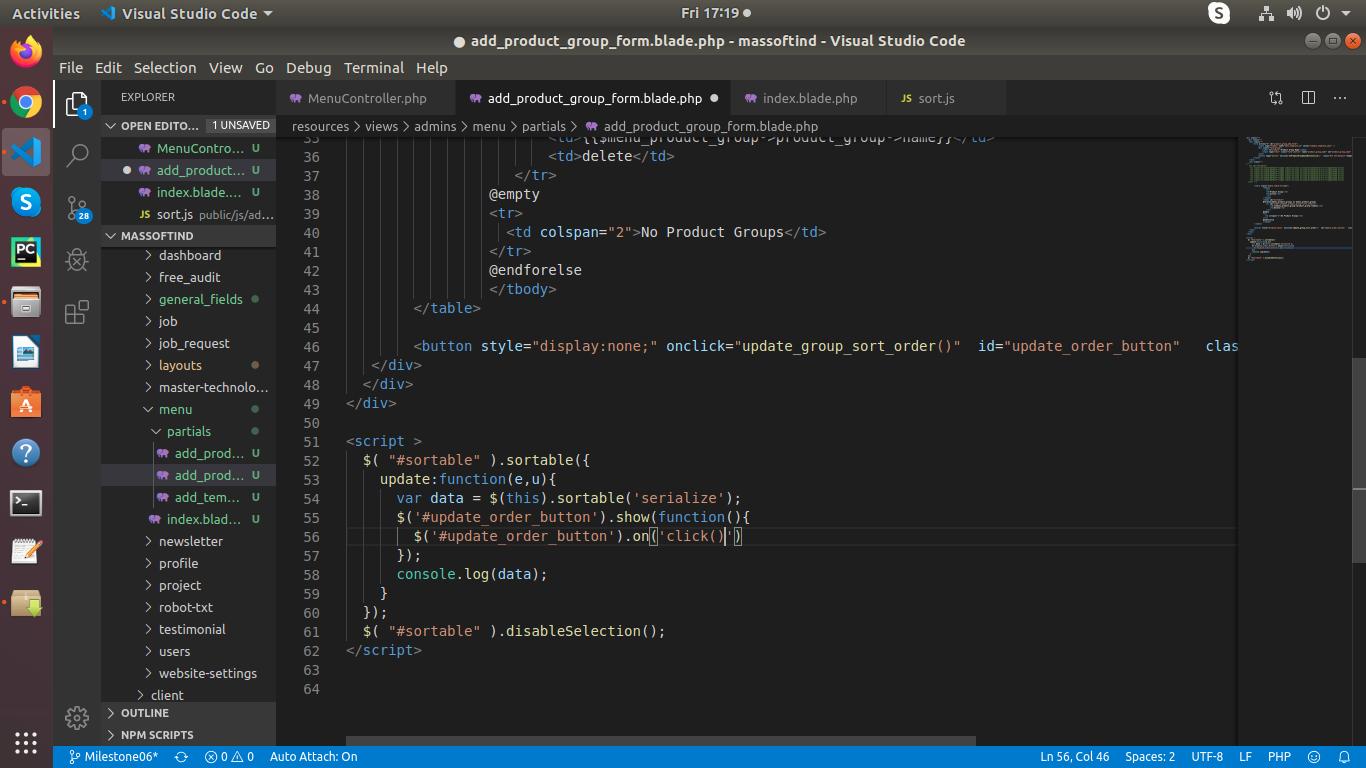 Activities
Visual Studio Code
Fri 17:19
add_product_group_form.blade.php - massoftind - Visual Studio Code
File Edit Selection View Go Debug Terminal Help
1
EXPLORER
MenuController.php
add_product_group_form.blade.php
index.blade.php
JS sort.js
OPEN EDITO... 1 UNSAVED
resources > views > admins > menu > partials > add_product_group_form.blade.php
MenuContro... U
add_product... U
index.blade.... U
JS sort.js public/js/ad...
28
MASSOFTIND
dashboard
free_audit
general_fields
job
job_request
layouts
master-technolo...
menu
partials
add_prod... U
add_prod... U
add_tem... U
index.blad... U
newsletter
profile
project
robot-txt
testimonial
users
website-settings
client
OUTLINE
NPM SCRIPTS
35 <td>{{$menu_product_group->product_group->name}}</td>
36 <td>delete</td>
37 </tr>
38 @empty
39 <tr>
40 <td colspan="2">No Product Groups</td>
41 </tr>
42 @endforelse
43 </tbody>
44 </table>
45
46 <button style="display:none;" onclick="update_group_sort_order()"  id="update_order_button"   clas
47 </div>
48 </div>
49 </div>
50
51 <script >
52 $( "#sortable" ).sortable({
53 update:function(e,u){
54 var data = $(this).sortable('serialize');
55 $('#update_order_button').show(function(){
56 $('#update_order_button').on('click()')
57 });
58 console.log(data);
59 }
60 });
61 $( "#sortable" ).disableSelection();
62 </script>
63
64
Milestone06* 0 0 Auto Attach: On
Ln 56, Col 46 Spaces: 2 UTF-8 LF PHP